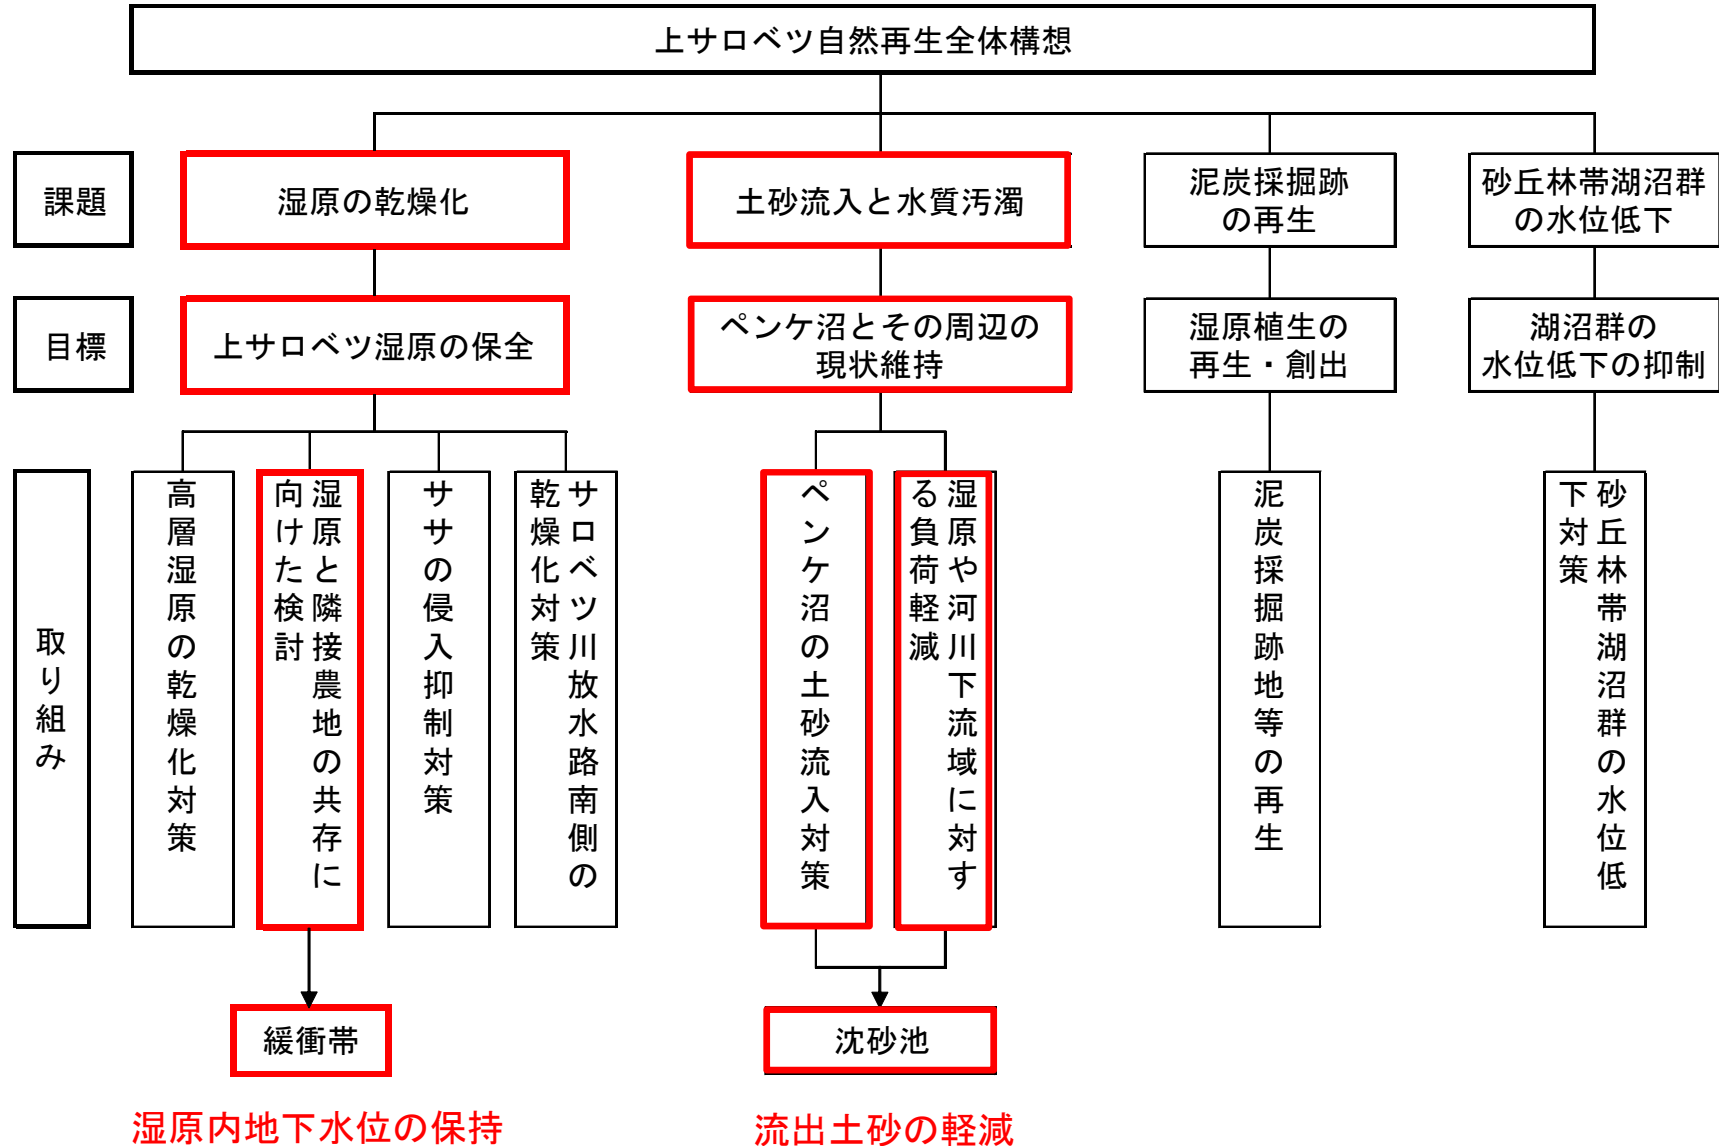 上サロベツ自然再生全体構想
課題
湿原の乾燥化
土砂流入と水質汚濁
泥炭採掘跡
の再生
砂丘林帯湖沼群
の水位低下
目標
上サロベツ湿原の保全
ペンケ沼とその周辺の
現状維持
湿原植生の
再生・創出
湖沼群の
水位低下の抑制
取り組み
高層湿原の乾燥化対策
湿原と隣接農地の共存に
向けた検討
ササの侵入抑制対策
サロベツ川放水路南側の
乾燥化対策
ペンケ沼の土砂流入対策
湿原や河川下流域に対す
る負荷軽減
泥炭採掘跡地等の再生
砂丘林帯湖沼群の水位低
下対策
緩衝帯
沈砂池
湿原内地下水位の保持
流出土砂の軽減